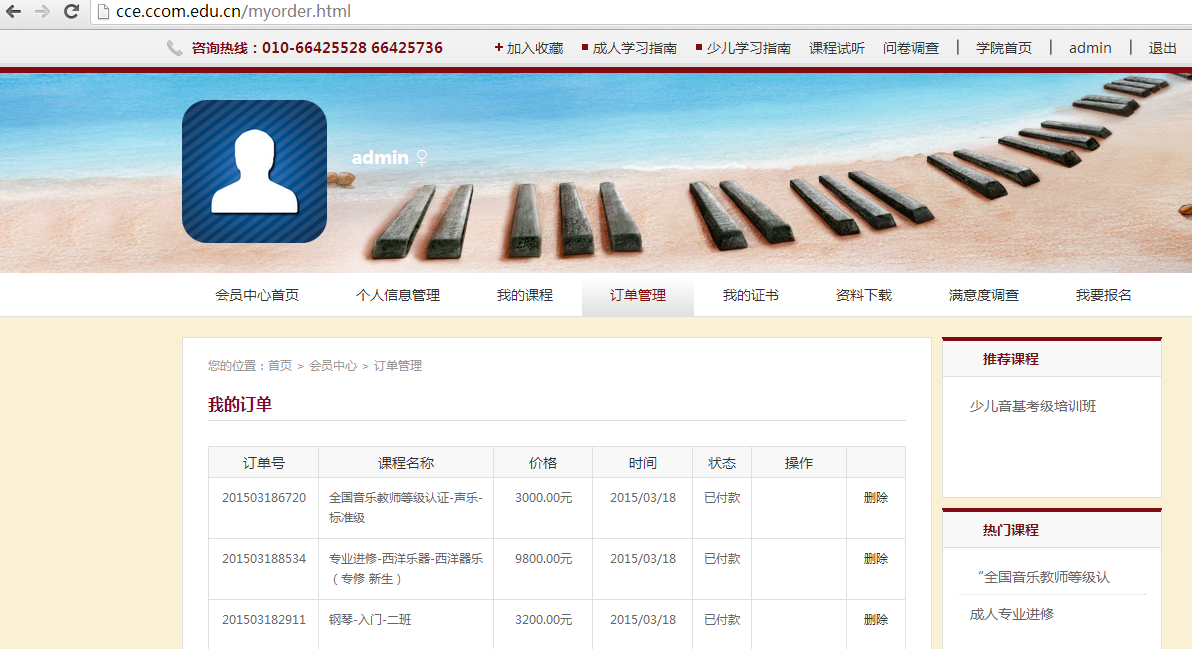 cce.ccom.edu.cn/myorder.html
咨询热线：010-66425528 66425736
+ 加入收藏 ■ 成人学习指南 ■ 少儿学习指南 课程试听 问卷调查 | 学院首页 | admin | 退出
admin ♀
会员中心首页 个人信息管理 我的课程 订单管理 我的证书 资料下载 满意度调查 我要报名
您的位置：首页 > 会员中心 > 订单管理
我的订单
订单号 课程名称 价格 时间 状态 操作
201503186720 全国音乐教师等级认证-声乐- 3000.00元 2015/03/18 已付款 删除
标准级
201503188534 专业进修-西洋乐器-西洋器乐 9800.00元 2015/03/18 已付款 删除
（专修 新生）
201503182911 钢琴-入门-二班 3200.00元 2015/03/18 已付款 删除
推荐课程
少儿音基考级培训班
热门课程
“全国音乐教师等级认
成人专业进修